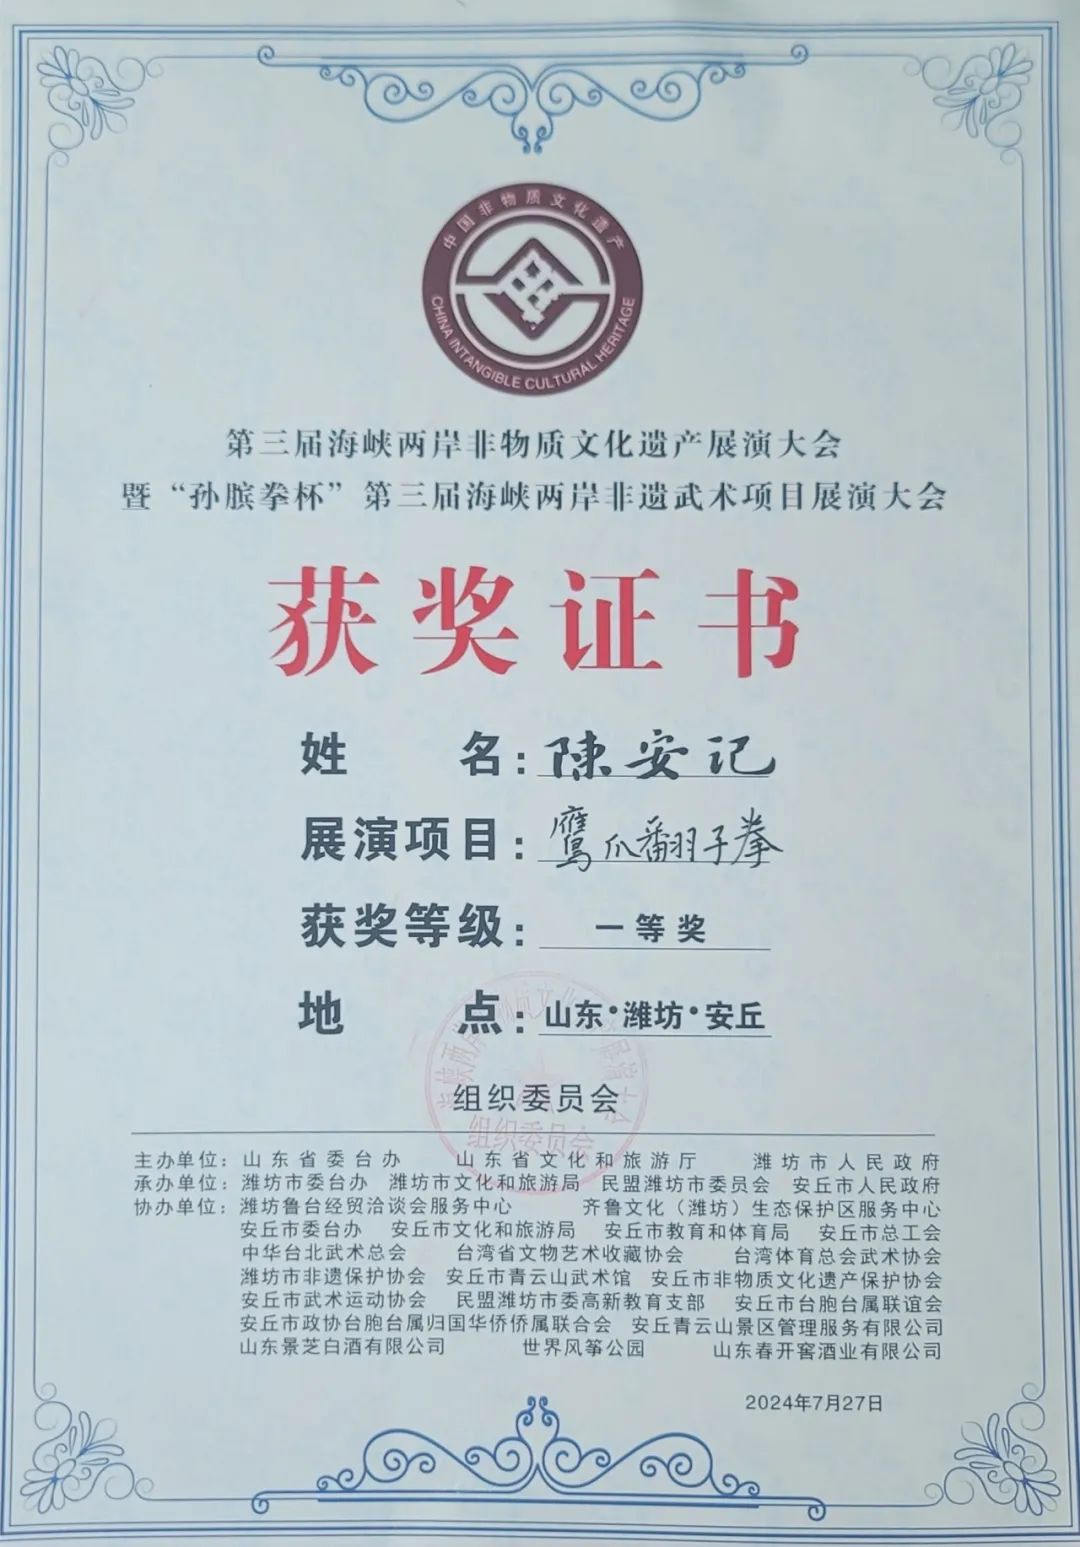 中国非物质文化遗产
CHINA INTANGIBLE CULTURAL HERITAGE
第三届海峡两岸非物质文化遗产展演大会
暨“孙膑拳杯”第三届海峡两岸非遗武术项目展演大会
获奖证书
姓名：陳安记
展演项目：鹰爪翻子拳
获奖等级：一等奖
地点：山东·潍坊·安丘
组织委员会
组织委员会
主办单位：山东省委台办 山东省文化和旅游厅 潍坊市人民政府
承办单位：潍坊市委台办 潍坊市文化和旅游局 民盟潍坊市委员会 安丘市人民政府
协办单位：潍坊鲁台经贸洽谈会服务中心 齐鲁文化（潍坊）生态保护区服务中心
安丘市委台办 安丘市文化和旅游局 安丘市教育和体育局 安丘市总工会
中华台北武术总会 台湾省文物艺术收藏协会 台湾体育总会武术协会
潍坊市非遗保护协会 安丘市青云山武术馆 安丘市非物质文化遗产保护协会
安丘市武术运动协会 民盟潍坊市委高新教育支部 安丘市台胞台属联谊会
安丘市政协台胞台属归国华侨侨属联合会 安丘青云山景区管理服务有限公司
山东景芝白酒有限公司 世界风筝公园 山东春开窖酒业有限公司
2024年7月27日